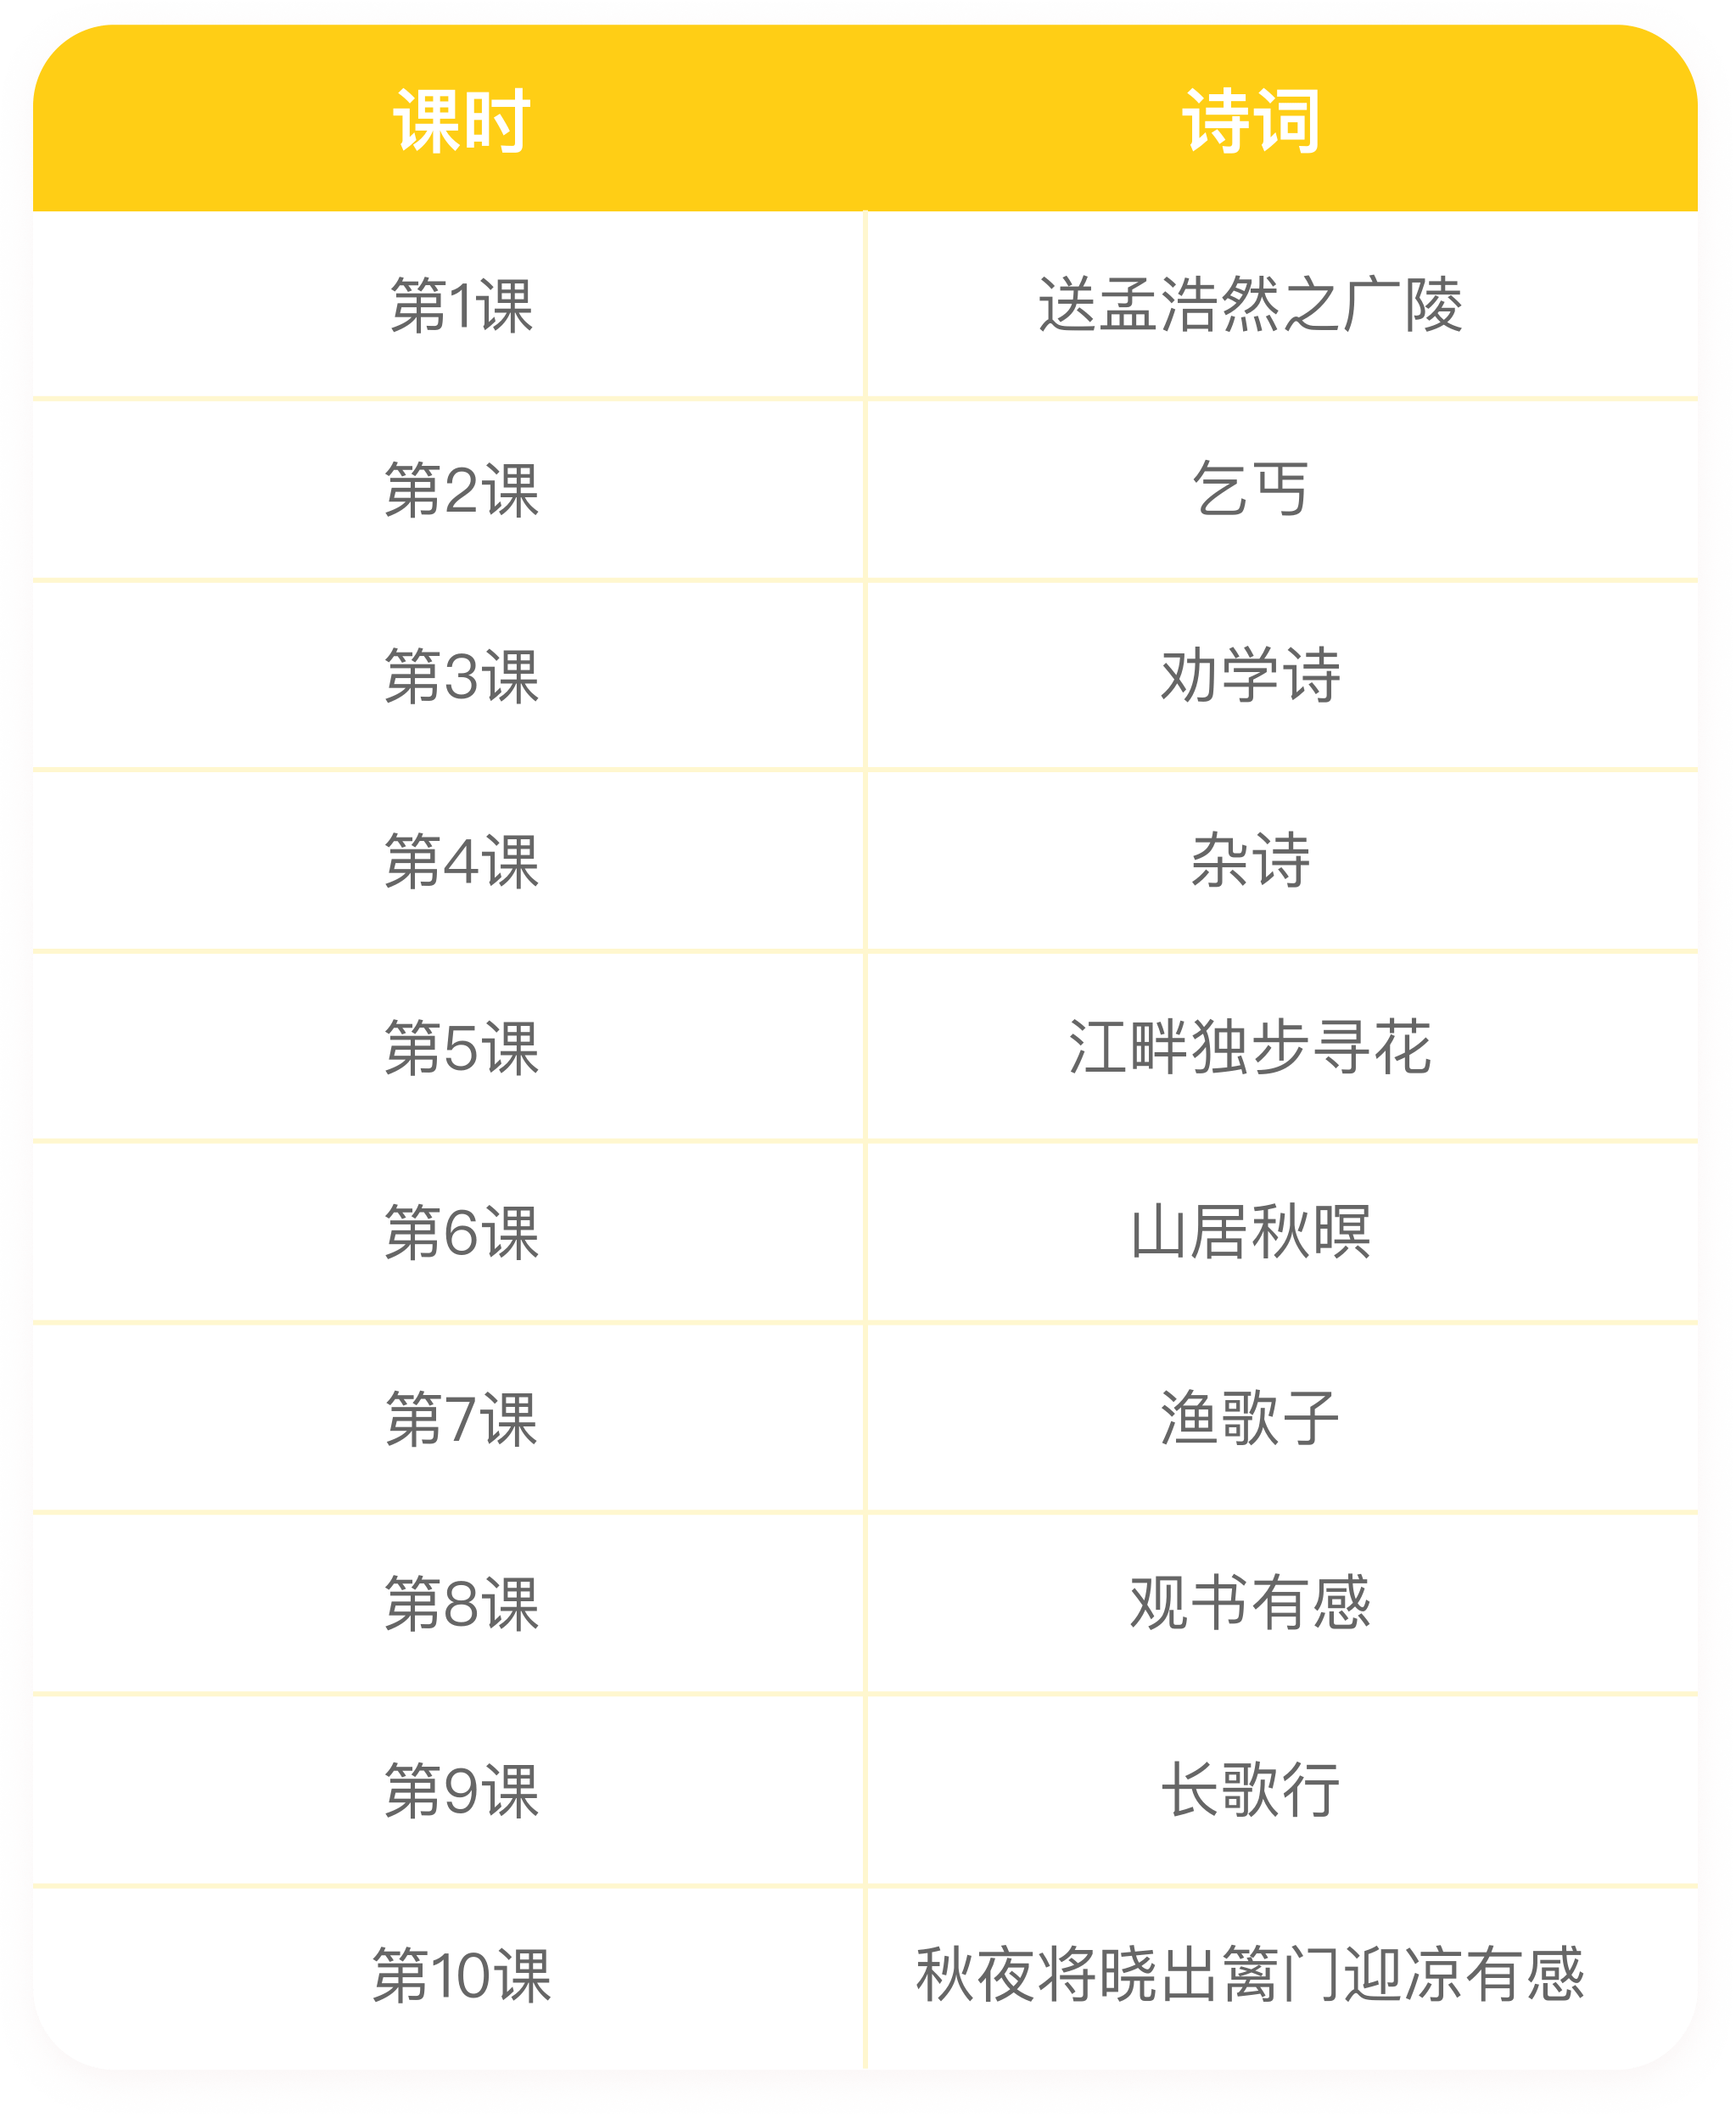 课时 诗词
第1课 送孟浩然之广陵
第2课 乞丐
第3课 劝学诗
第4课 杂诗
第5课 江畔独步寻花
第6课 山居秋暝
第7课 渔歌子
第8课 观书有感
第9课 长歌行
第10课 秋夜将晓出篱门迎凉有感